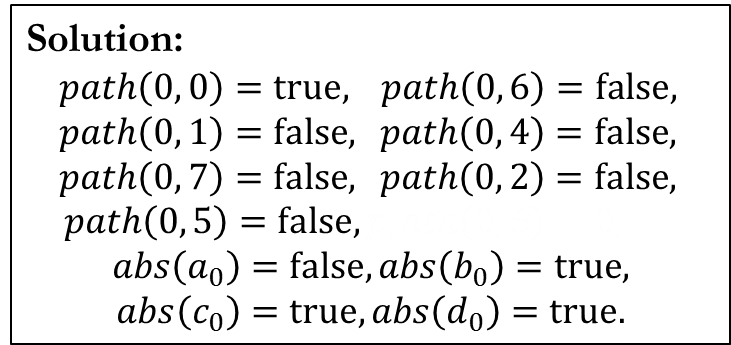 Solution:
path(0, 0) = true, path(0, 6) = false,
path(0, 1) = false, path(0, 4) = false,
path(0, 7) = false, path(0, 2) = false,
path(0, 5) = false,
abs(a₀) = false, abs(b₀) = true,
abs(c₀) = true, abs(d₀) = true.